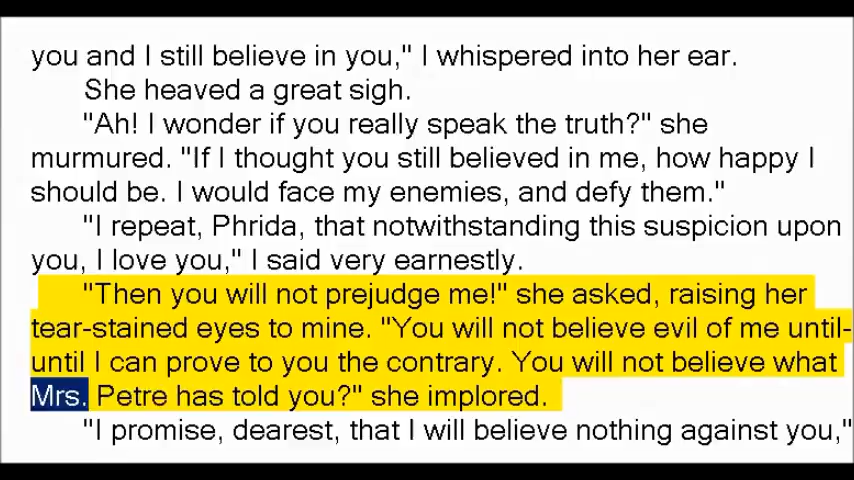 you and I still believe in you," I whispered into her ear.
She heaved a great sigh.
"Ah! I wonder if you really speak the truth?" she
murmured. "If I thought you still believed in me, how happy I
should be. I would face my enemies, and defy them."
"I repeat, Phrida, that notwithstanding this suspicion upon
you, I love you," I said very earnestly.
"Then you will not prejudge me!" she asked, raising her
tear-stained eyes to mine. "You will not believe evil of me until-
until I can prove to you the contrary. You will not believe what
Mrs. Petre has told you?" she implored.
"I promise, dearest, that I will believe nothing against you,"